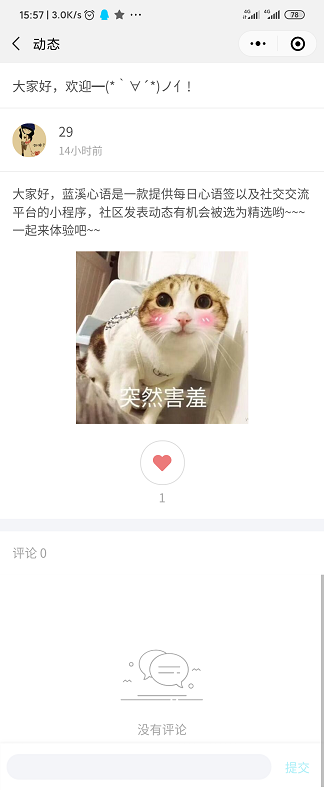 15:57 | 3.0K/s
4G 4G 78
动态
大家好，欢迎━(*｀∀´*)ノ亻!
29
14小时前
大家好，蓝溪心语是一款提供每日心语签以及社交交流
平台的小程序，社区发表动态有机会被选为精选哟~~~
一起来体验吧~~
突然害羞
1
评论 0
没有评论
提交